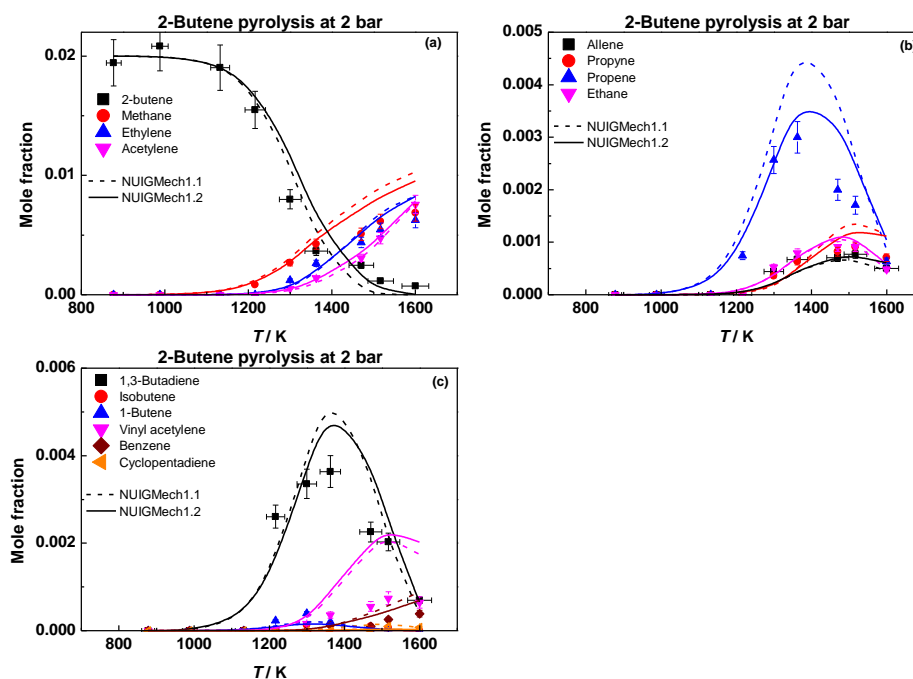 2-Butene pyrolysis at 2 bar
(a)
0.02
0.01
0.00
Mole fraction
2-butene
Methane
Ethylene
Acetylene
NUIGMech1.1
NUIGMech1.2
800 1000 1200 1400 1600
T / K
2-Butene pyrolysis at 2 bar
(b)
0.005
0.004
0.003
0.002
0.001
0.000
Mole fraction
Allene
Propyne
Propene
Ethane
NUIGMech1.1
NUIGMech1.2
800 1000 1200 1400 1600
T / K
2-Butene pyrolysis at 2 bar
(c)
0.006
0.004
0.002
0.000
Mole fraction
1,3-Butadiene
Isobutene
1-Butene
Vinyl acetylene
Benzene
Cyclopentadiene
NUIGMech1.1
NUIGMech1.2
800 1000 1200 1400 1600
T / K